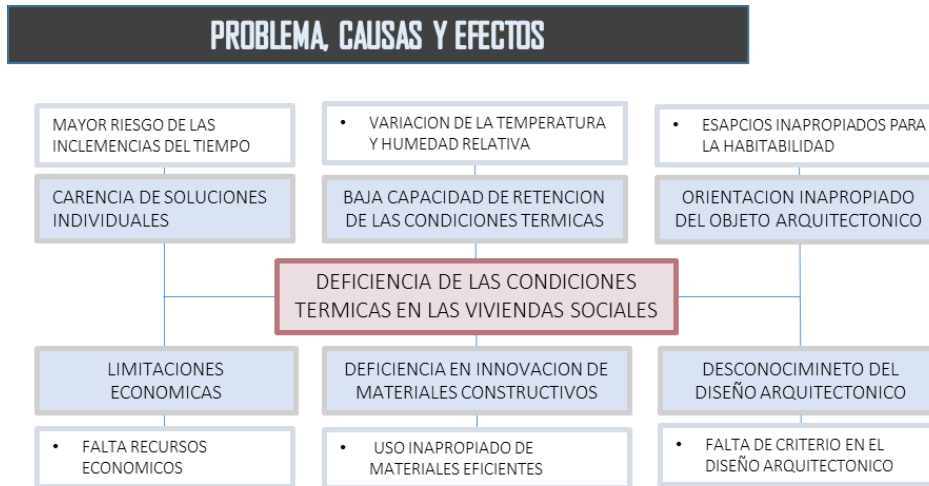 PROBLEMA, CAUSAS Y EFECTOS
MAYOR RIESGO DE LAS
INCLEMENCIAS DEL TIEMPO
• VARIACION DE LA TEMPERATURA
Y HUMEDAD RELATIVA
• ESAPCIOS INAPROPIADOS PARA
LA HABITABILIDAD
CARENCIA DE SOLUCIONES
INDIVIDUALES
BAJA CAPACIDAD DE RETENCION
DE LAS CONDICIONES TERMICAS
ORIENTACION INAPROPIADO
DEL OBJETO ARQUITECTONICO
DEFICIENCIA DE LAS CONDICIONES
TERMICAS EN LAS VIVIENDAS SOCIALES
LIMITACIONES
ECONOMICAS
DEFICIENCIA EN INNOVACION DE
MATERIALES CONSTRUCTIVOS
DESCONOCIMINETO DEL
DISEÑO ARQUITECTONICO
• FALTA RECURSOS
ECONOMICOS
• USO INAPROPIADO DE
MATERIALES EFICIENTES
• FALTA DE CRITERIO EN EL
DISEÑO ARQUITECTONICO